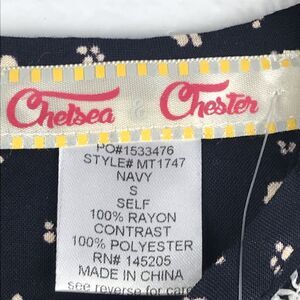 Chelsea & Chester
PO#1533476
STYLE# MT1747
NAVY
S
SELF
100% RAYON
CONTRAST
100% POLYESTER
RN# 145205
MADE IN CHINA
see reverse for care